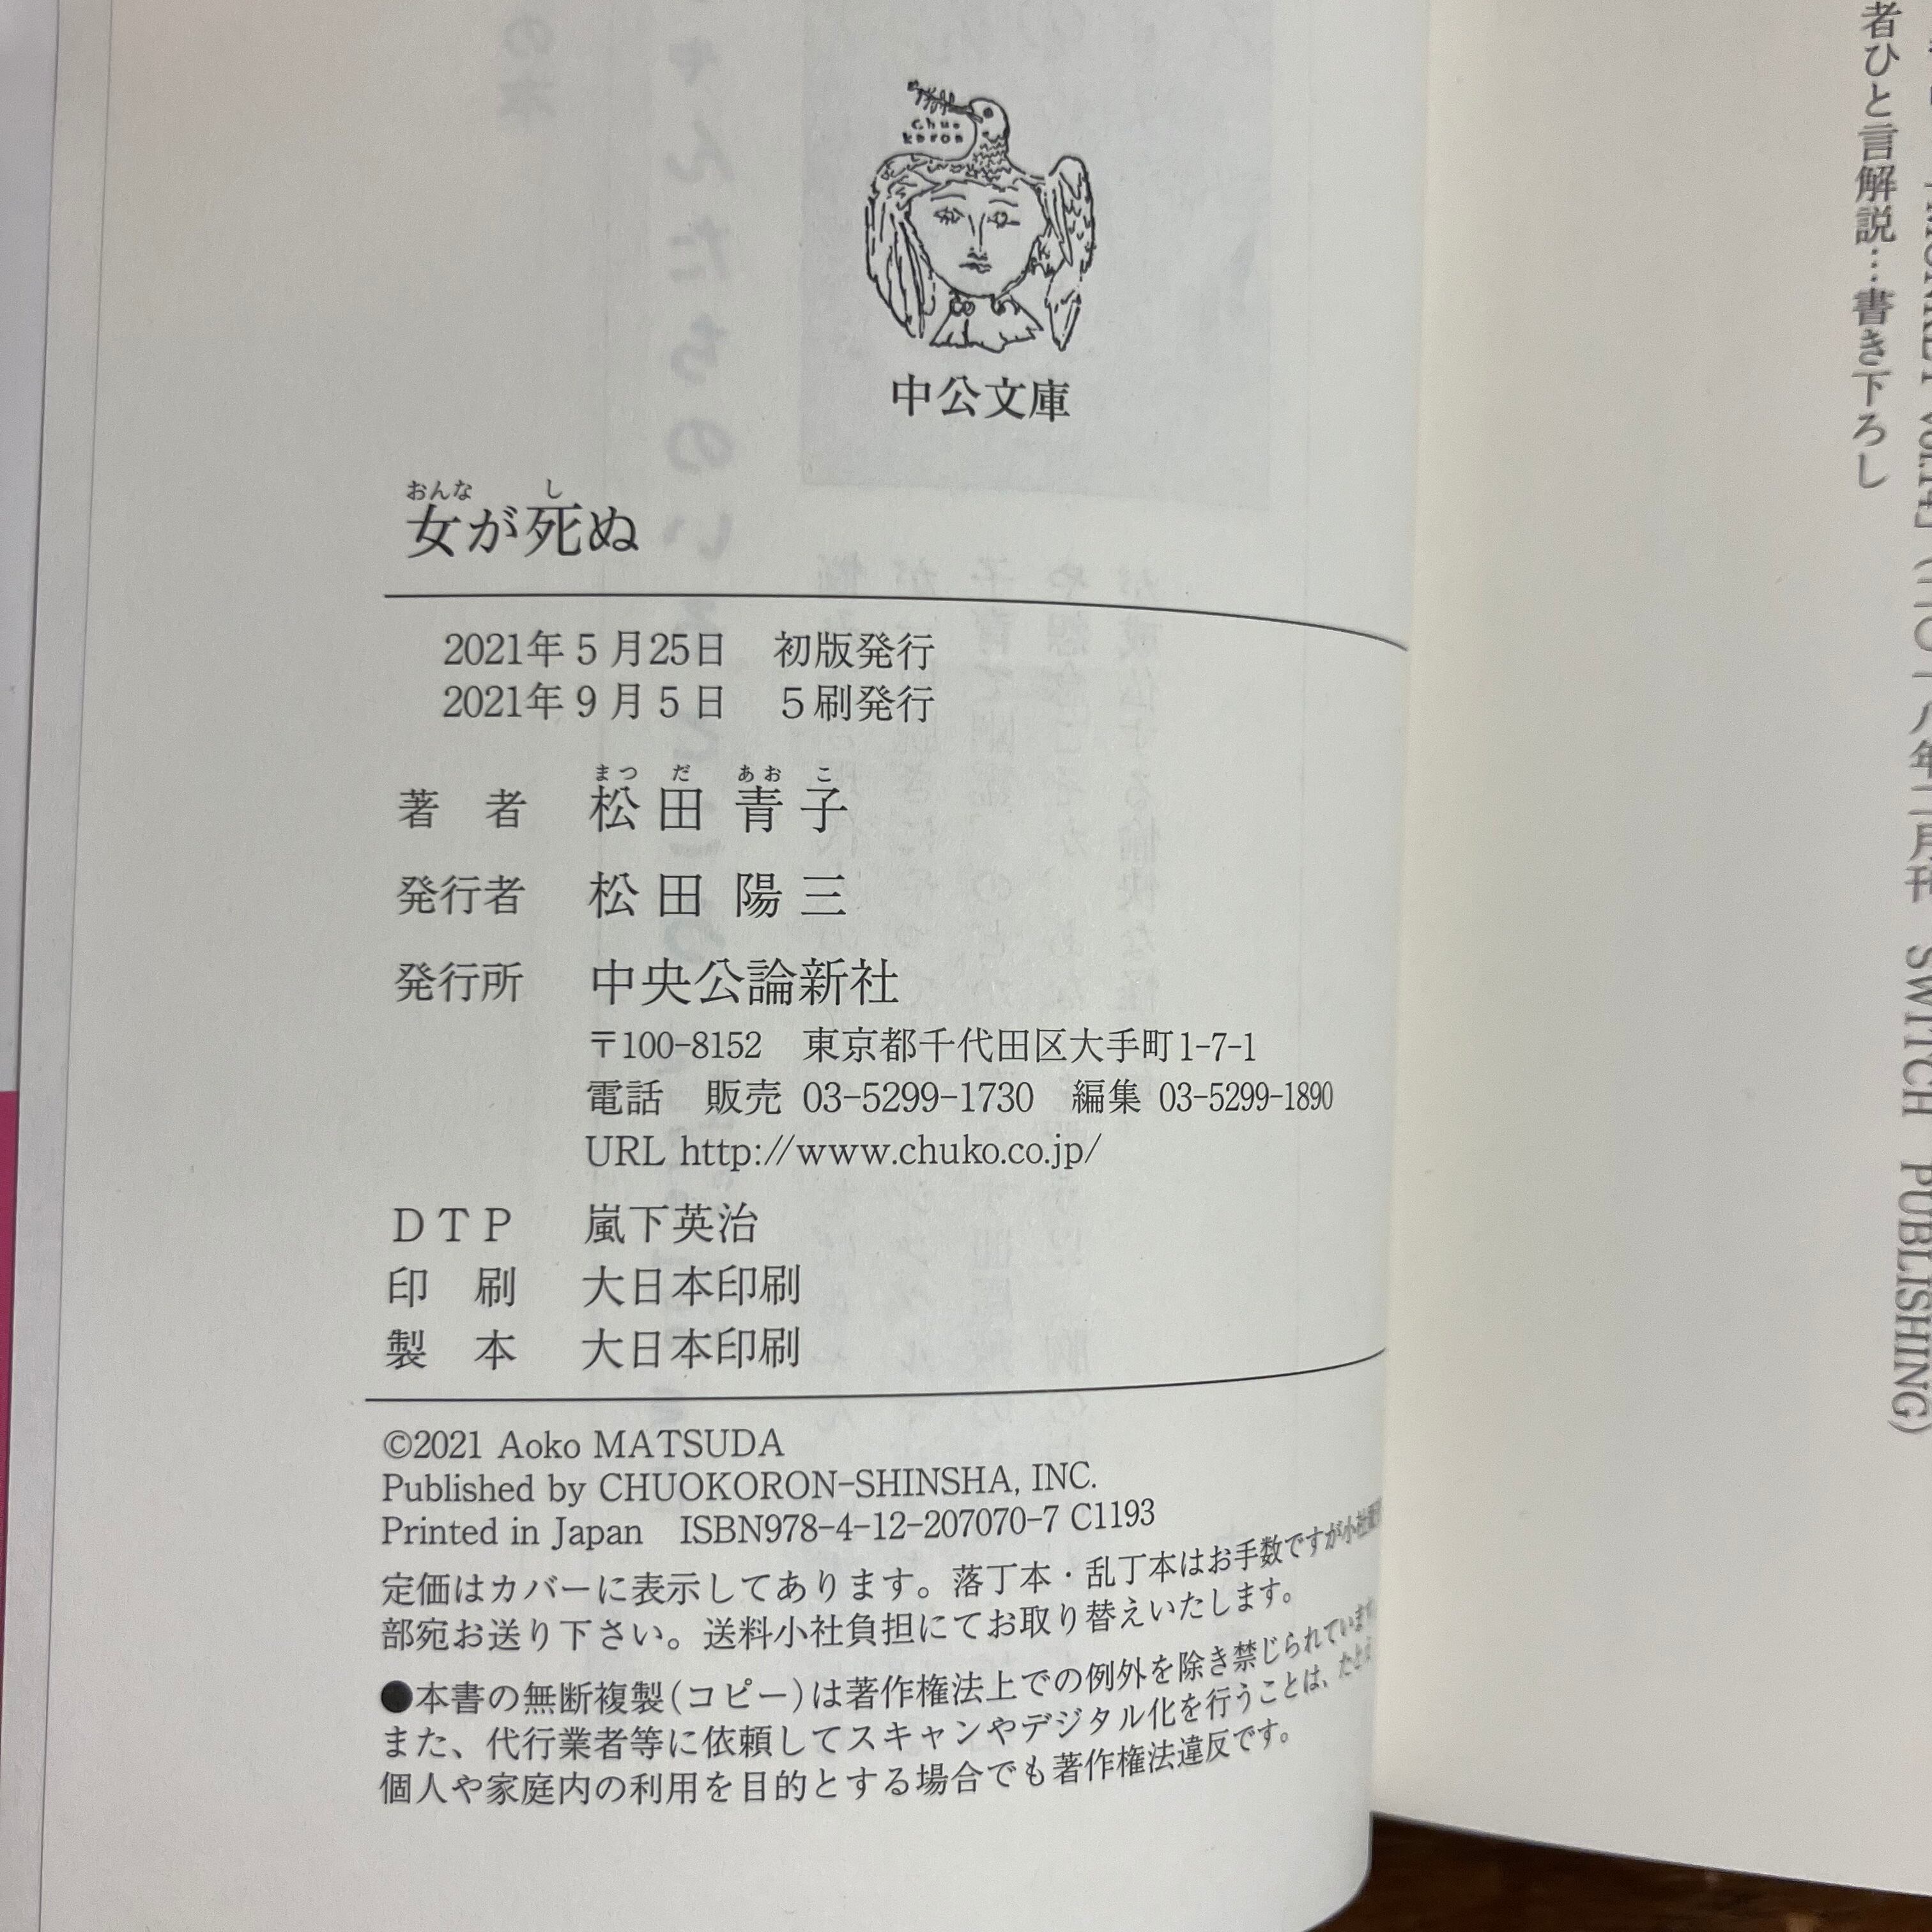 Chuo
koron
中公文庫
おんな　し
女が死ぬ
2021年5月25日　初版発行
2021年9月5日　5刷発行
まつ　だ　あお　こ
著　者　松田青子
発行者　松田陽三
発行所　中央公論新社
〒100-8152　東京都千代田区大手町1-7-1
電話　販売 03-5299-1730　編集 03-5299-1890
URL http://www.chuko.co.jp/
DTP　嵐下英治
印　刷　大日本印刷
製　本　大日本印刷
©2021 Aoko MATSUDA
Published by CHUOKORON-SHINSHA, INC.
Printed in Japan　ISBN978-4-12-207070-7 C1193
定価はカバーに表示してあります。落丁本・乱丁本はお手数ですが小社
部宛お送り下さい。送料小社負担にてお取り替えいたします。
●本書の無断複製(コピー)は著作権法上での例外を除き禁じられています
また、代行業者等に依頼してスキャンやデジタル化を行うことは、たとえ
個人や家庭内の利用を目的とする場合でも著作権法違反です。
八年二月刊　SWITCH PUBLISHING)
者ひと言解説…書き下ろし